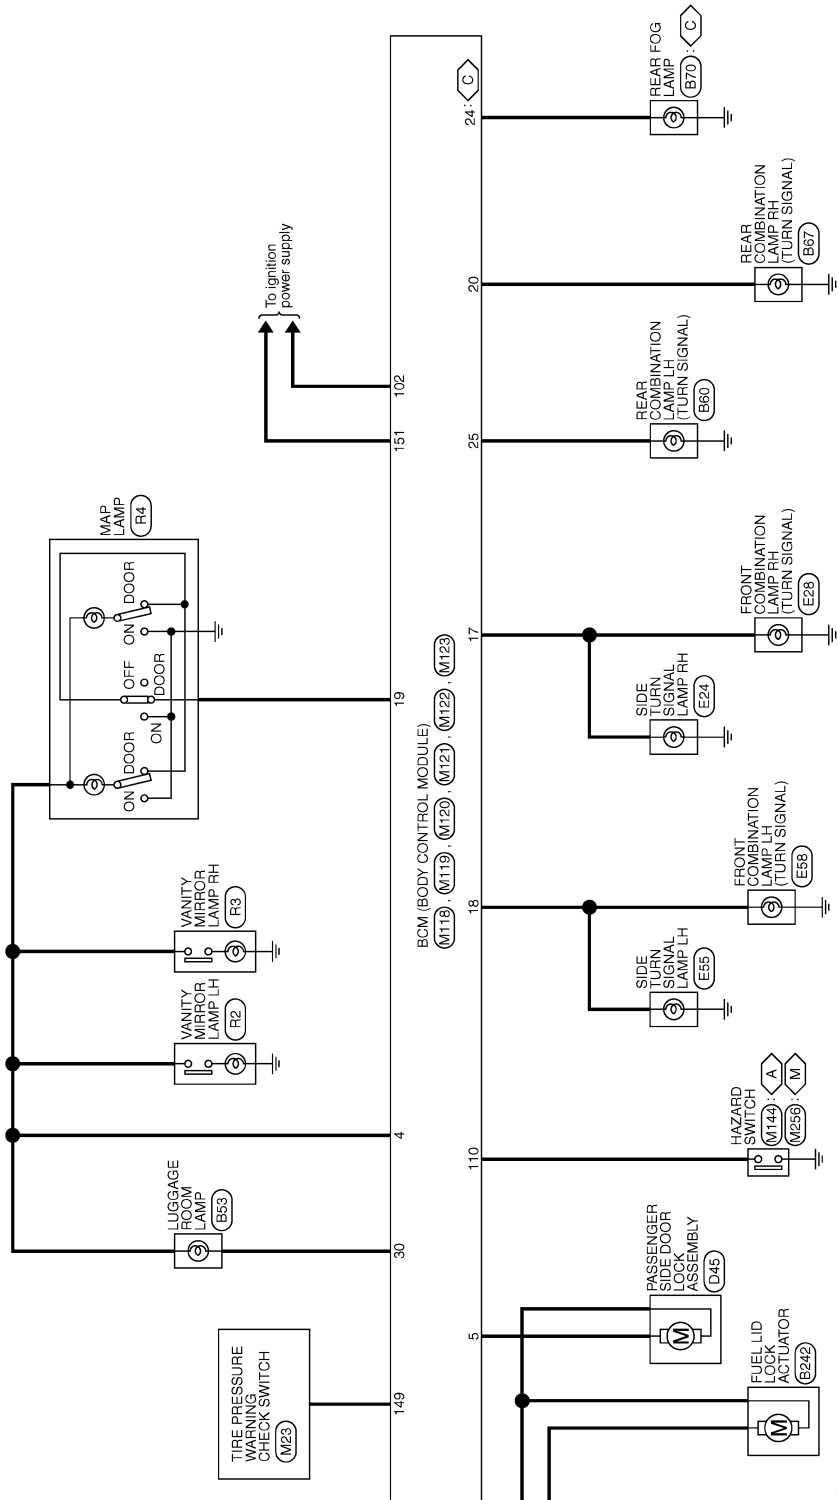 TIRE PRESSURE
WARNING
CHECK SWITCH
M23
149
LUGGAGE
ROOM
LAMP
B53
30
4
VANITY
MIRROR
LAMP LH
R2
VANITY
MIRROR
LAMP RH
R3
MAP
LAMP
R4
ON
DOOR
ON
DOOR
OFF
ON
DOOR
19
151
102
To ignition
power supply
BCM (BODY CONTROL MODULE)
M118 , M119 , M120 , M121 , M122 , M123
FUEL LID
LOCK
ACTUATOR
B242
M
5
PASSENGER
SIDE DOOR
LOCK
ASSEMBLY
D45
M
110
HAZARD
SWITCH
M144 : A
M256 : M
18
SIDE
TURN
SIGNAL
LAMP LH
E55
FRONT
COMBINATION
LAMP LH
(TURN SIGNAL)
E58
17
SIDE
TURN
SIGNAL
LAMP RH
E24
FRONT
COMBINATION
LAMP RH
(TURN SIGNAL)
E28
25
REAR
COMBINATION
LAMP LH
(TURN SIGNAL)
B60
20
REAR
COMBINATION
LAMP RH
(TURN SIGNAL)
B67
24: C
REAR FOG
LAMP
B70 : C